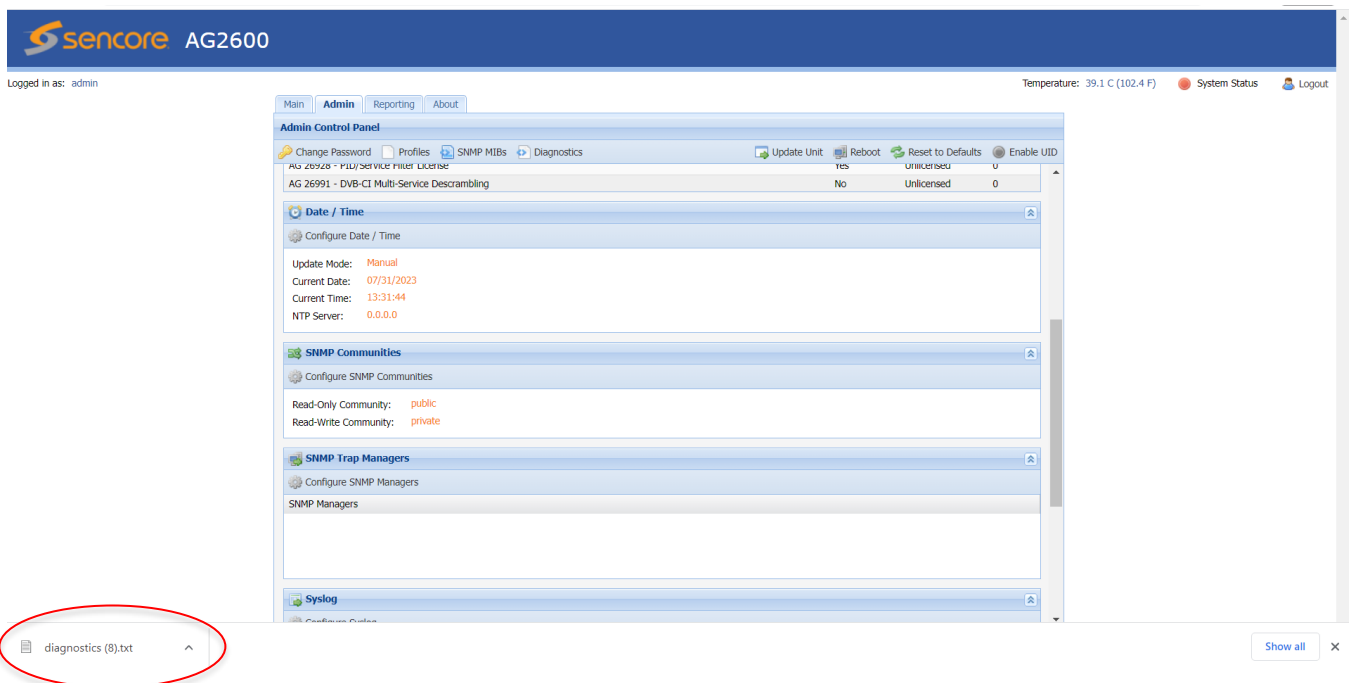 sencore AG2600
Logged in as: admin
Temperature: 39.1 C (102.4 F) System Status Logout
Main Admin Reporting About
Admin Control Panel
Change Password Profiles SNMP MIBs Diagnostics Update Unit Reboot Reset to Defaults Enable UID
AG 26928 - PID/Service Filter License Yes Unlicensed 0
AG 26991 - DVB-CI Multi-Service Descrambling No Unlicensed 0
Date / Time
Configure Date / Time
Update Mode: Manual
Current Date: 07/31/2023
Current Time: 13:31:44
NTP Server: 0.0.0.0
SNMP Communities
Configure SNMP Communities
Read-Only Community: public
Read-Write Community: private
SNMP Trap Managers
Configure SNMP Managers
SNMP Managers
Syslog
Configure Syslog
diagnostics (8).txt Show all